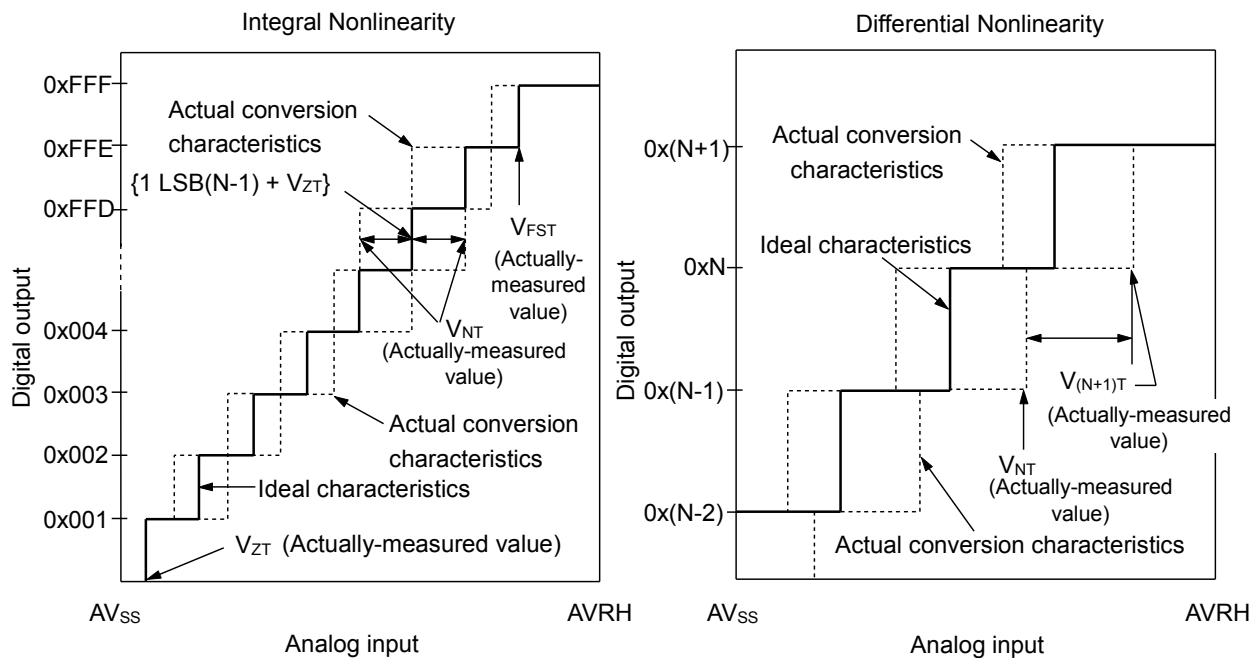 Integral Nonlinearity
Digital output
0xFFF
0xFFE
0xFFD
0x004
0x003
0x002
0x001
Actual conversion
characteristics
{1 LSB(N-1) + VZT}
VFST
(Actually-
measured
value)
VNT
(Actually-measured
value)
Actual conversion
characteristics
Ideal characteristics
VZT (Actually-measured value)
AVSS
AVRH
Analog input
Differential Nonlinearity
Digital output
0x(N+1)
0xN
0x(N-1)
0x(N-2)
Actual conversion
characteristics
Ideal characteristics
V(N+1)T
(Actually-measured
value)
VNT
(Actually-measured
value)
Actual conversion characteristics
AVSS
AVRH
Analog input